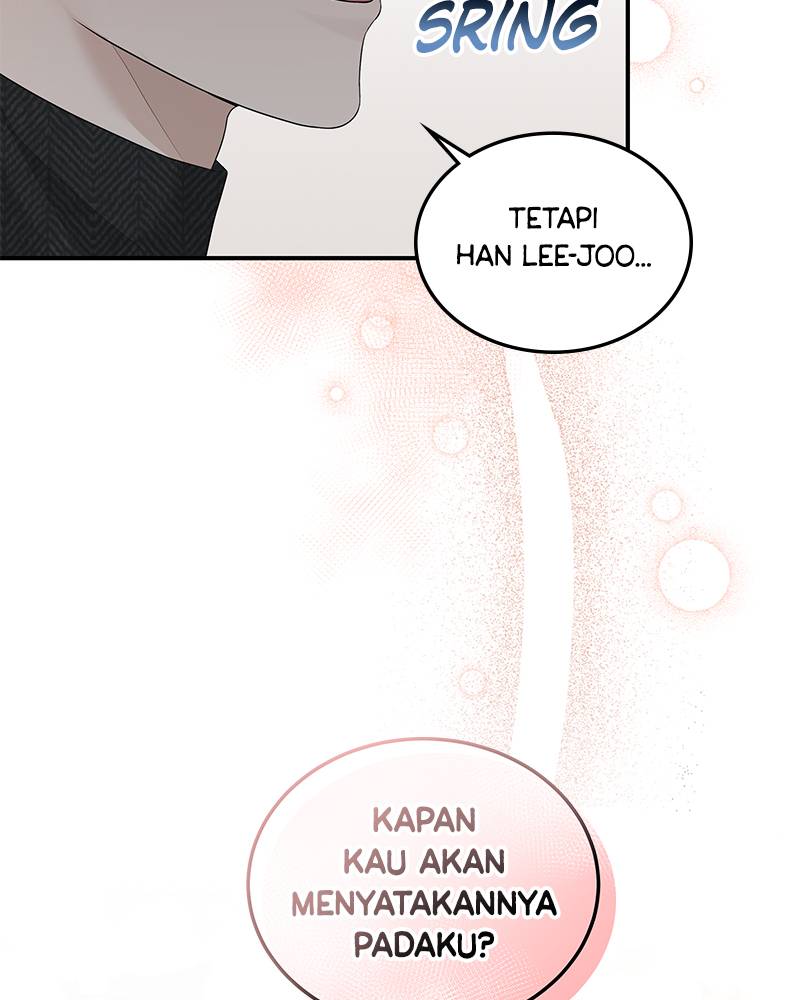 SRING
TETAPI
HAN LEE-JOO...
KAPAN
KAU AKAN
MENYATAKANNYA
PADAKU?